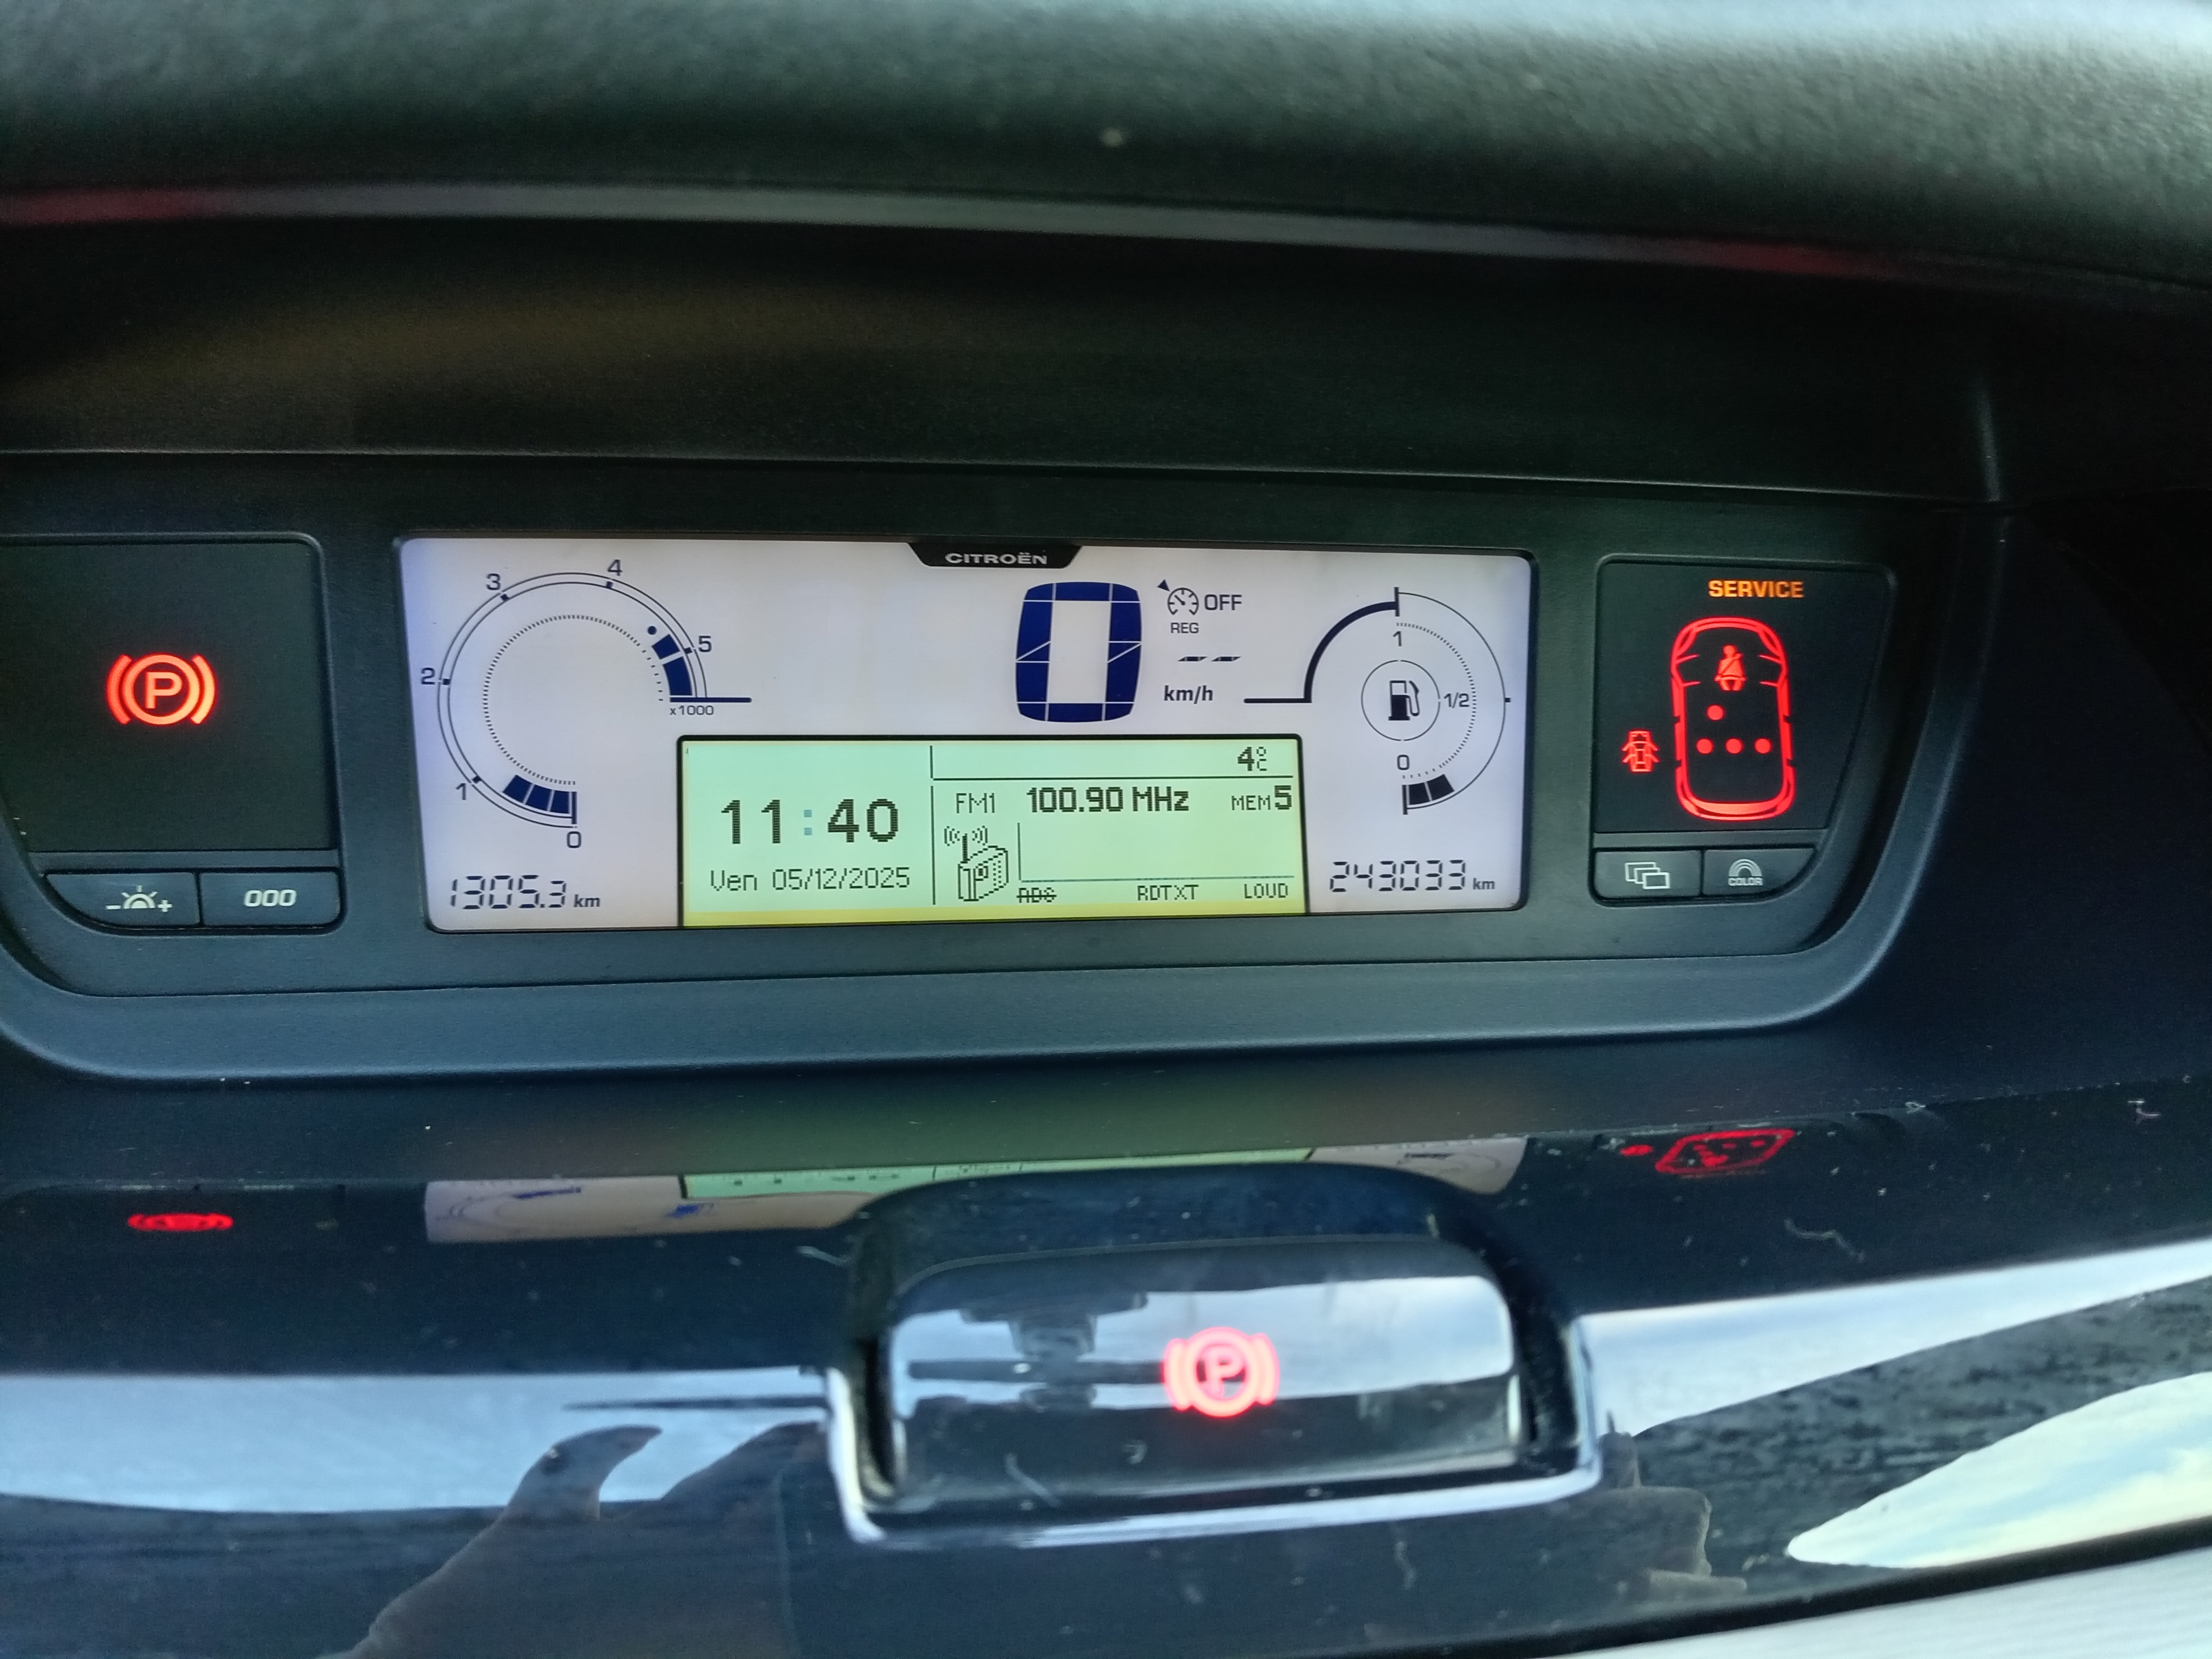 CITROËN
4
3
5
2
x1000
1
0
1305.3 km
OFF
REG
-- --
km/h
1
1/2
0
4°C
11:40
FM1 100.90 MHz MEM 5
Ven 05/12/2025
RDS RDTXT LOUD
243033 km
SERVICE
P
- +
000
COLOR
P